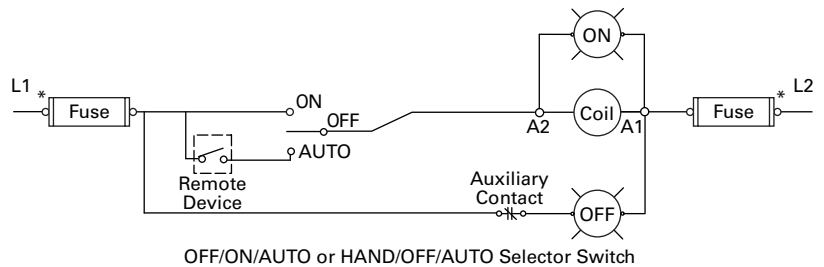 ON
L1 * Fuse ON OFF AUTO A2 Coil A1 Fuse * L2
Remote
Device
Auxiliary
Contact
OFF
OFF/ON/AUTO or HAND/OFF/AUTO Selector Switch